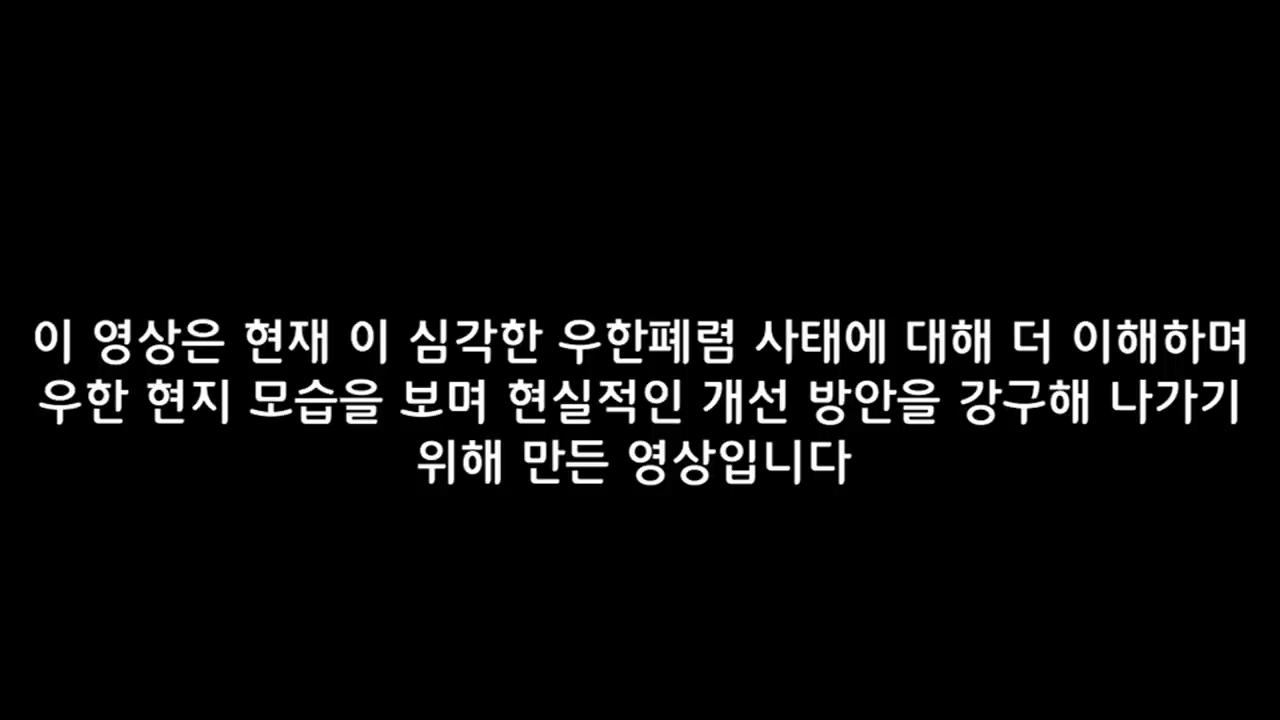 이 영상은 현재 이 심각한 우한폐렴 사태에 대해 더 이해하며
우한 현지 모습을 보며 현실적인 개선 방안을 강구해 나가기
위해 만든 영상입니다